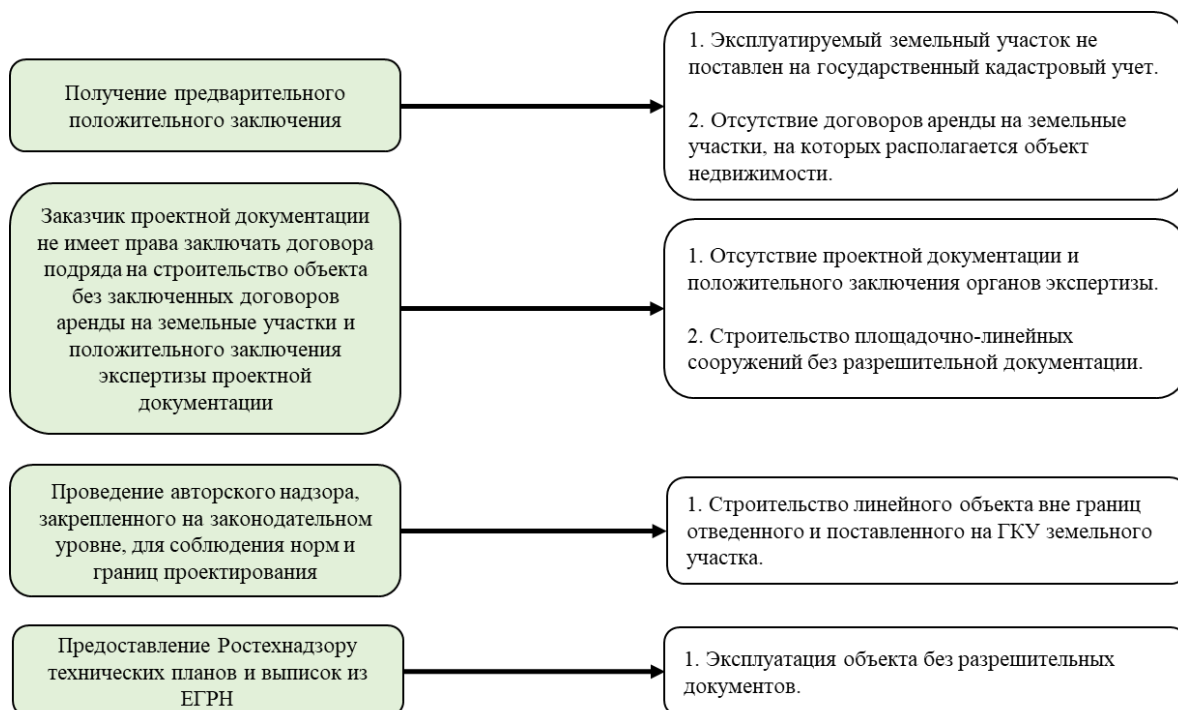 Получение предварительного
положительного заключения
1. Эксплуатируемый земельный участок не
поставлен на государственный кадастровый учет.
2. Отсутствие договоров аренды на земельные
участки, на которых располагается объект
недвижимости.
Заказчик проектной документации
не имеет права заключать договора
подряда на строительство объекта
без заключенных договоров
аренды на земельные участки и
положительного заключения
экспертизы проектной
документации
1. Отсутствие проектной документации и
положительного заключения органов экспертизы.
2. Строительство площадочно-линейных
сооружений без разрешительной документации.
Проведение авторского надзора,
закрепленного на законодательном
уровне, для соблюдения норм и
границ проектирования
1. Строительство линейного объекта вне границ
отведенного и поставленного на ГКУ земельного
участка.
Предоставление Ростехнадзору
технических планов и выписок из
ЕГРН
1. Эксплуатация объекта без разрешительных
документов.